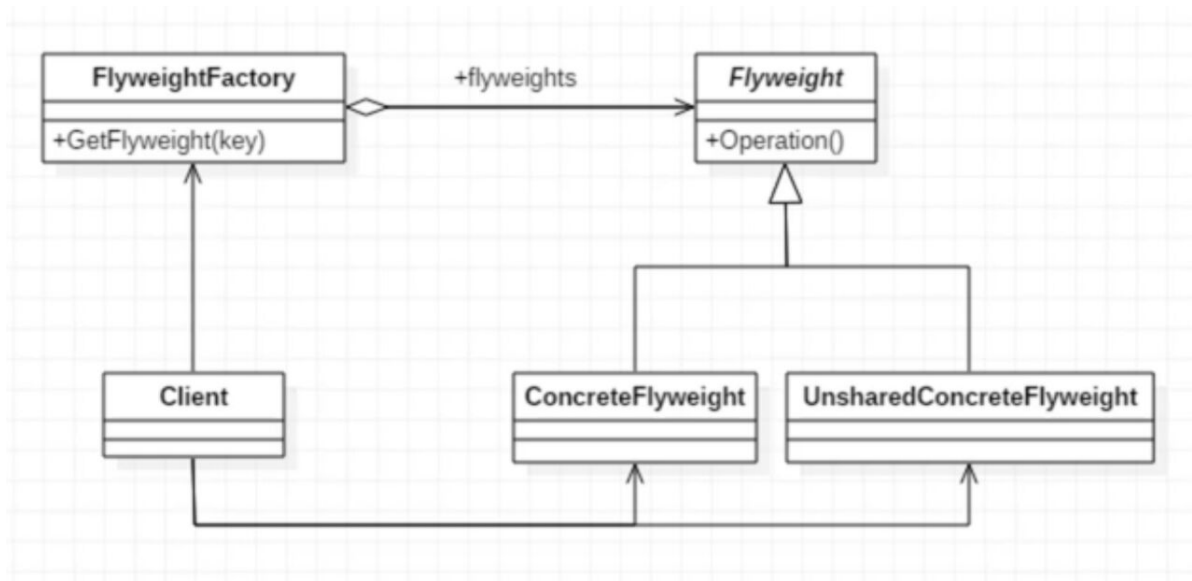 FlyweightFactory
+flyweights
Flyweight
+GetFlyweight(key)
+Operation()
Client
ConcreteFlyweight
UnsharedConcreteFlyweight